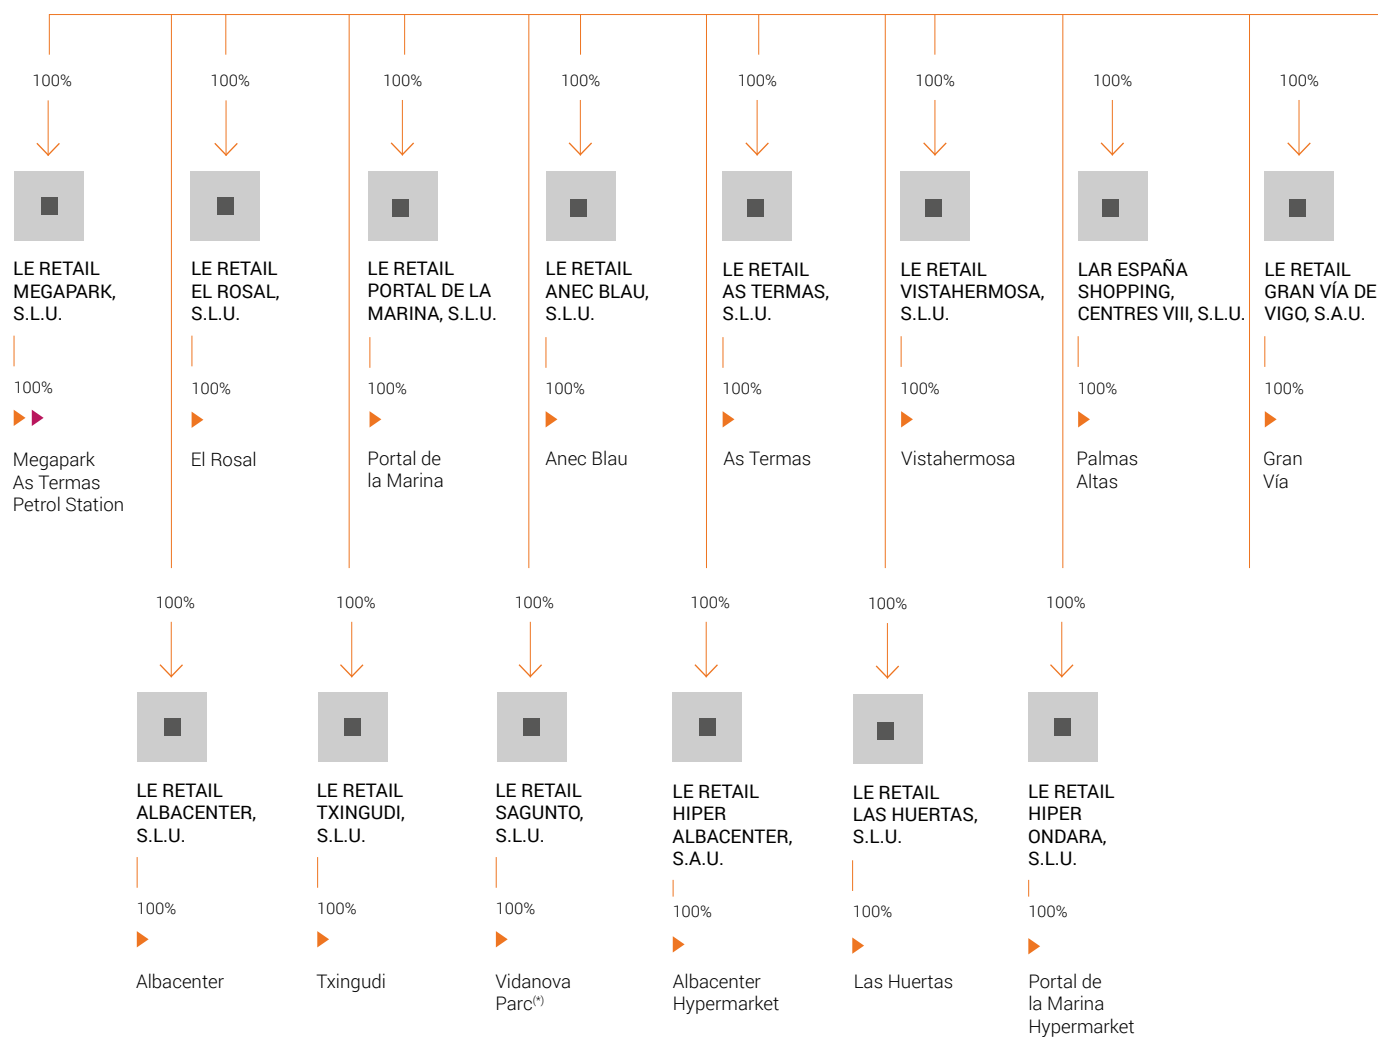 100% 100% 100% 100% 100% 100% 100% 100%
LE RETAIL
MEGAPARK,
S.L.U.
100%
Megapark
As Termas
Petrol Station
LE RETAIL
EL ROSAL,
S.L.U.
100%
El Rosal
LE RETAIL
PORTAL DE LA
MARINA, S.L.U.
100%
Portal de
la Marina
LE RETAIL
ANEC BLAU,
S.L.U.
100%
Anec Blau
LE RETAIL
AS TERMAS,
S.L.U.
100%
As Termas
LE RETAIL
VISTAHERMOSA,
S.L.U.
100%
Vistahermosa
LAR ESPAÑA
SHOPPING,
CENTRES VIII, S.L.U.
100%
Palmas
Altas
LE RETAIL
GRAN VÍA DE
VIGO, S.A.U.
100%
Gran
Vía
100% 100% 100% 100% 100% 100%
LE RETAIL
ALBACENTER,
S.L.U.
100%
Albacenter
LE RETAIL
TXINGUDI,
S.L.U.
100%
Txingudi
LE RETAIL
SAGUNTO,
S.L.U.
100%
Vidanova
Parc(*)
LE RETAIL
HIPER
ALBACENTER,
S.A.U.
100%
Albacenter
Hypermarket
LE RETAIL
LAS HUERTAS,
S.L.U.
100%
Las Huertas
LE RETAIL
HIPER
ONDARA,
S.L.U.
100%
Portal de
la Marina
Hypermarket